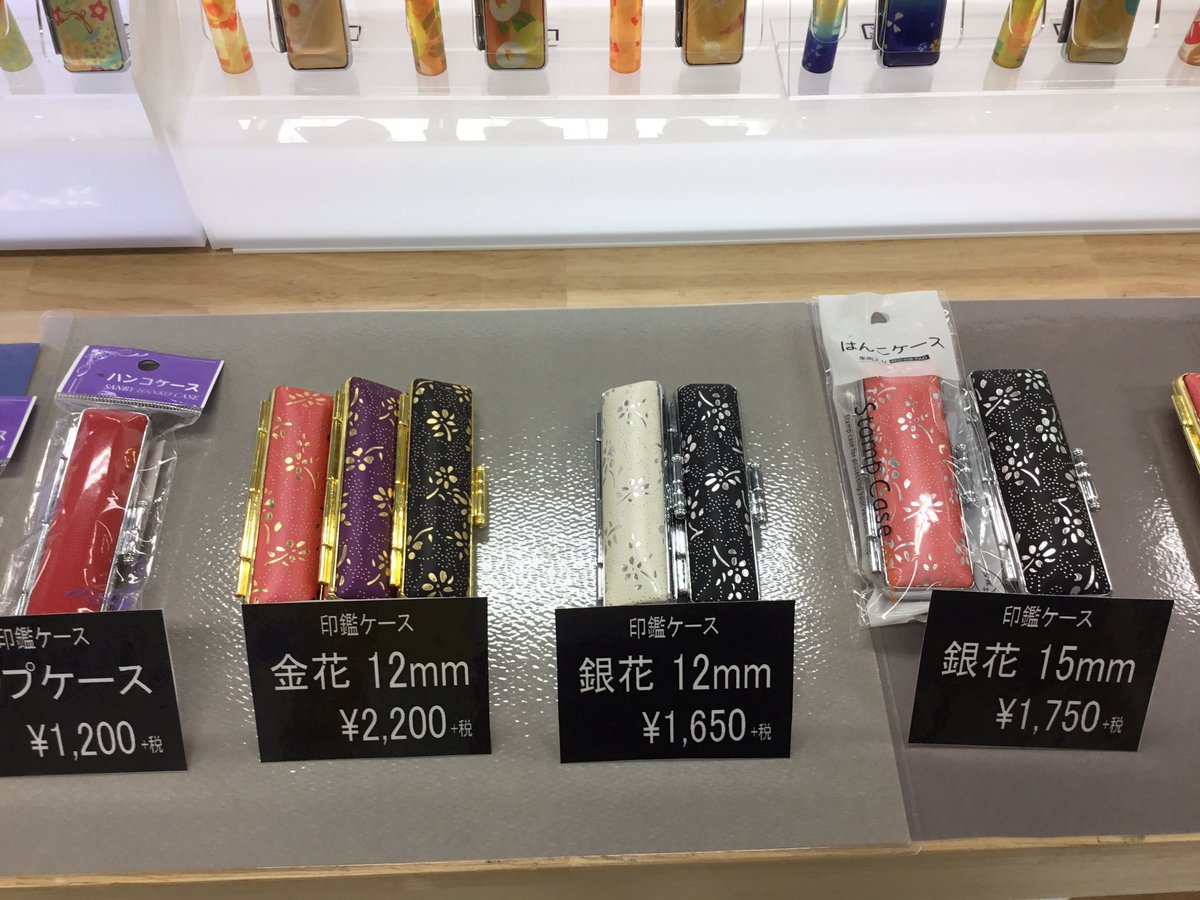 ハンコケース
SANBY HANKO CASE
はんこケース
Stamp Case
印鑑ケース
プケース
¥1,200+税
印鑑ケース
金花 12mm
¥2,200+税
印鑑ケース
銀花 12mm
¥1,650+税
印鑑ケース
銀花 15mm
¥1,750+税